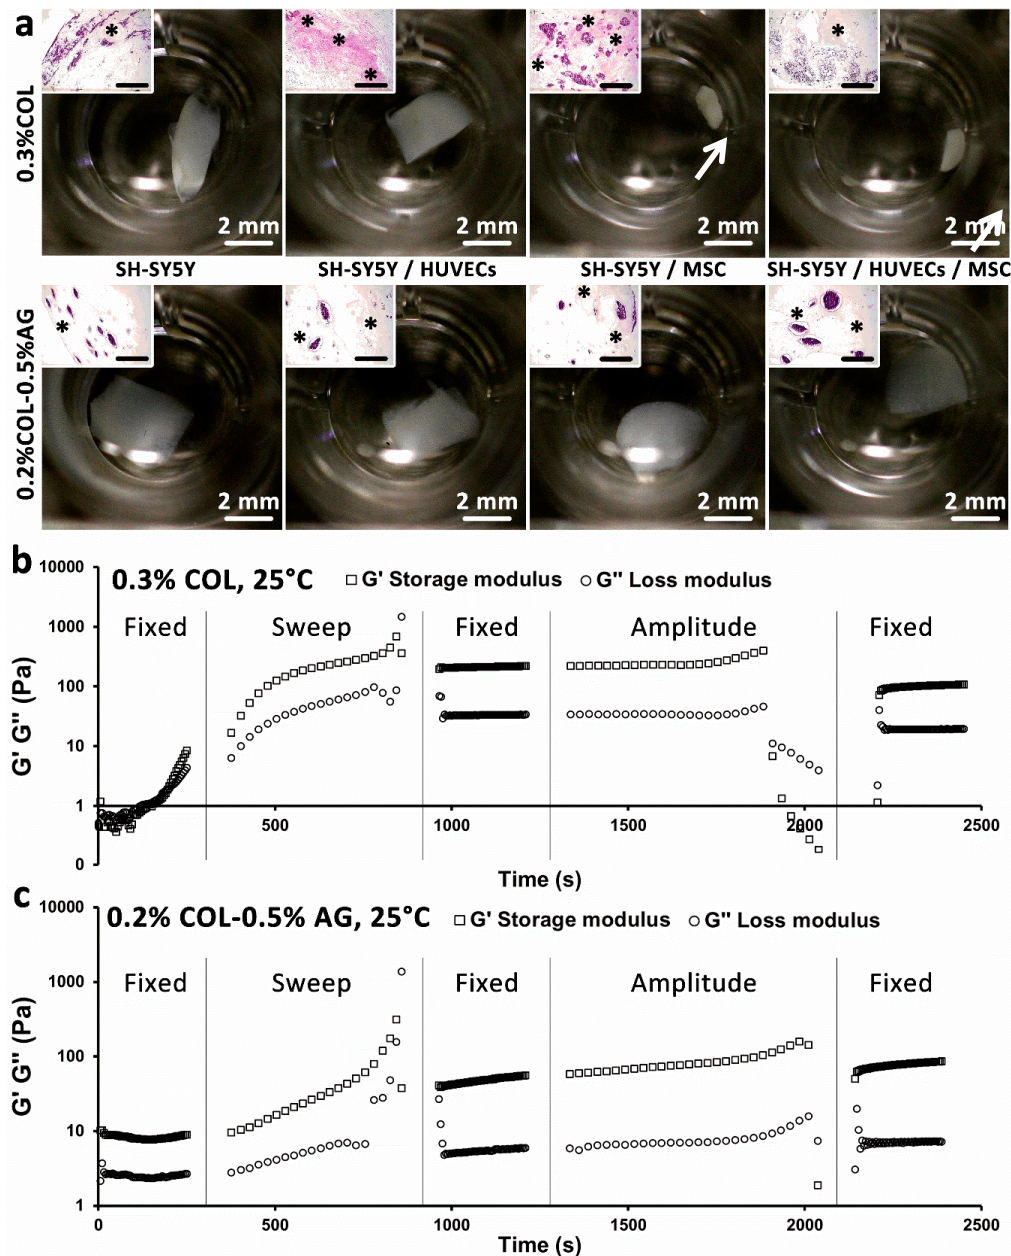 a
0.3%COL
* * * * * * * *
2 mm 2 mm 2 mm 2 mm
SH-SY5Y SH-SY5Y / HUVECs SH-SY5Y / MSC SH-SY5Y / HUVECs / MSC
0.2%COL-0.5%AG
* * * * * * * *
2 mm 2 mm 2 mm 2 mm
b
0.3% COL, 25°C G' Storage modulus G" Loss modulus
Fixed Sweep Fixed Amplitude Fixed
G' G" (Pa)
10000
1000
100
10
1
0
0 500 1000 1500 2000 2500
Time (s)
c
0.2% COL-0.5% AG, 25°C G' Storage modulus G" Loss modulus
Fixed Sweep Fixed Amplitude Fixed
G' G" (Pa)
10000
1000
100
10
1
0 500 1000 1500 2000 2500
Time (s)